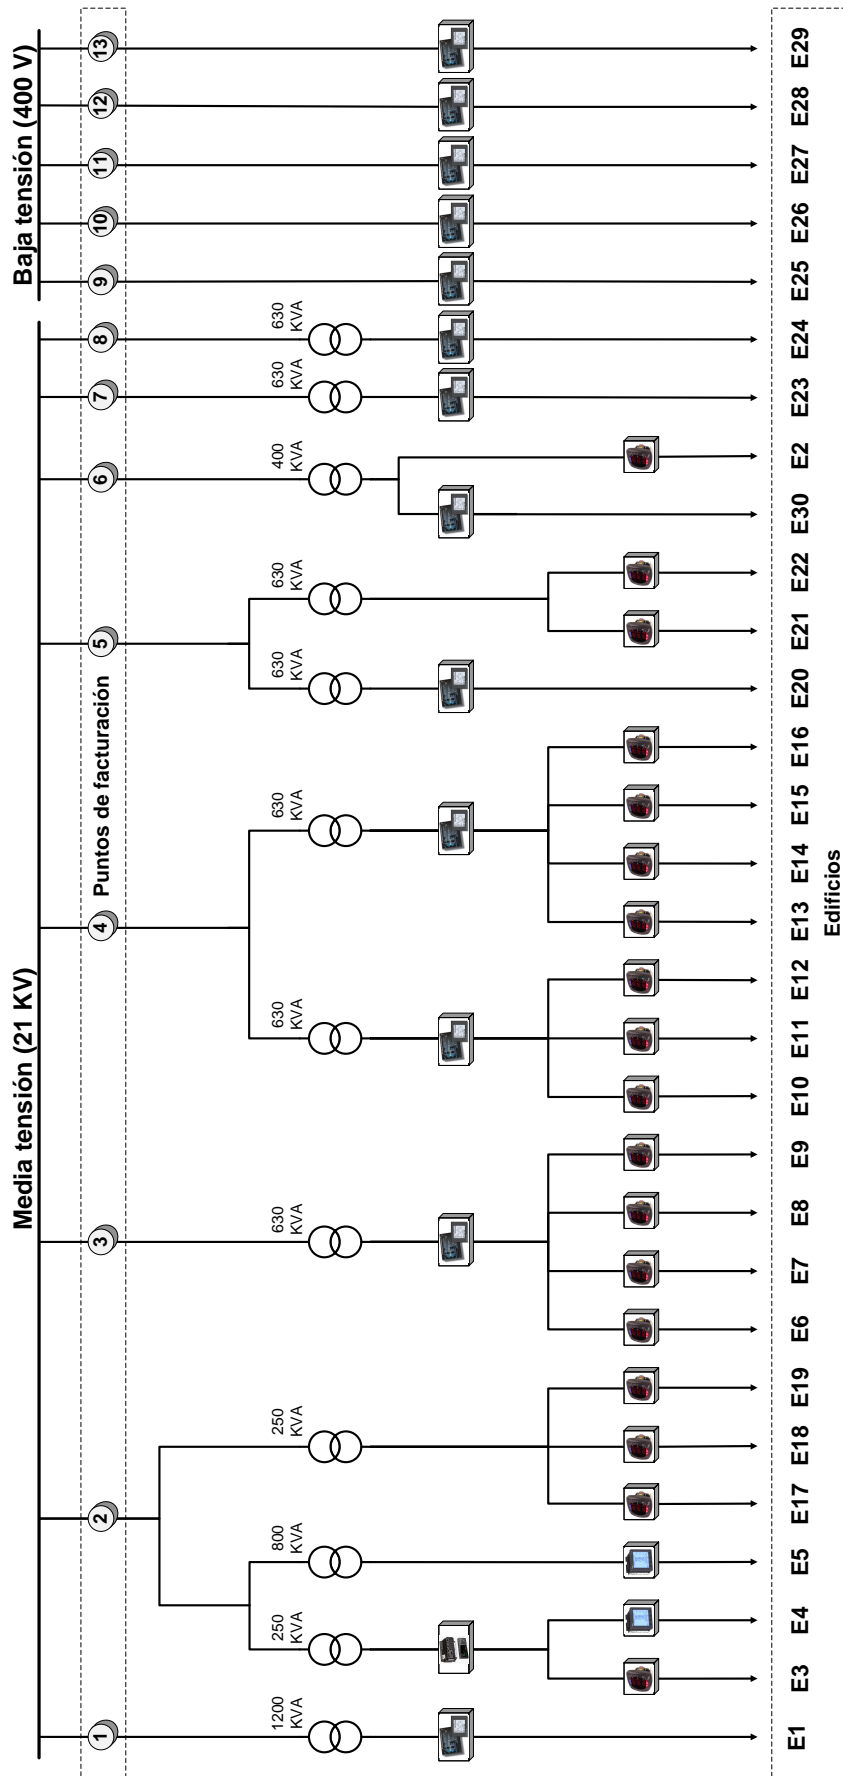 Media tensión (21 KV)
Baja tensión (400 V)
Puntos de facturación
1
2
3
4
5
6
7
8
9
10
11
12
13
1200
KVA
250
KVA
800
KVA
250
KVA
630
KVA
630
KVA
630
KVA
630
KVA
630
KVA
400
KVA
630
KVA
630
KVA
E1
E3
E4
E5
E17
E18
E19
E6
E7
E8
E9
E10
E11
E12
E13
E14
E15
E16
E20
E21
E22
E30
E2
E23
E24
E25
E26
E27
E28
E29
Edificios